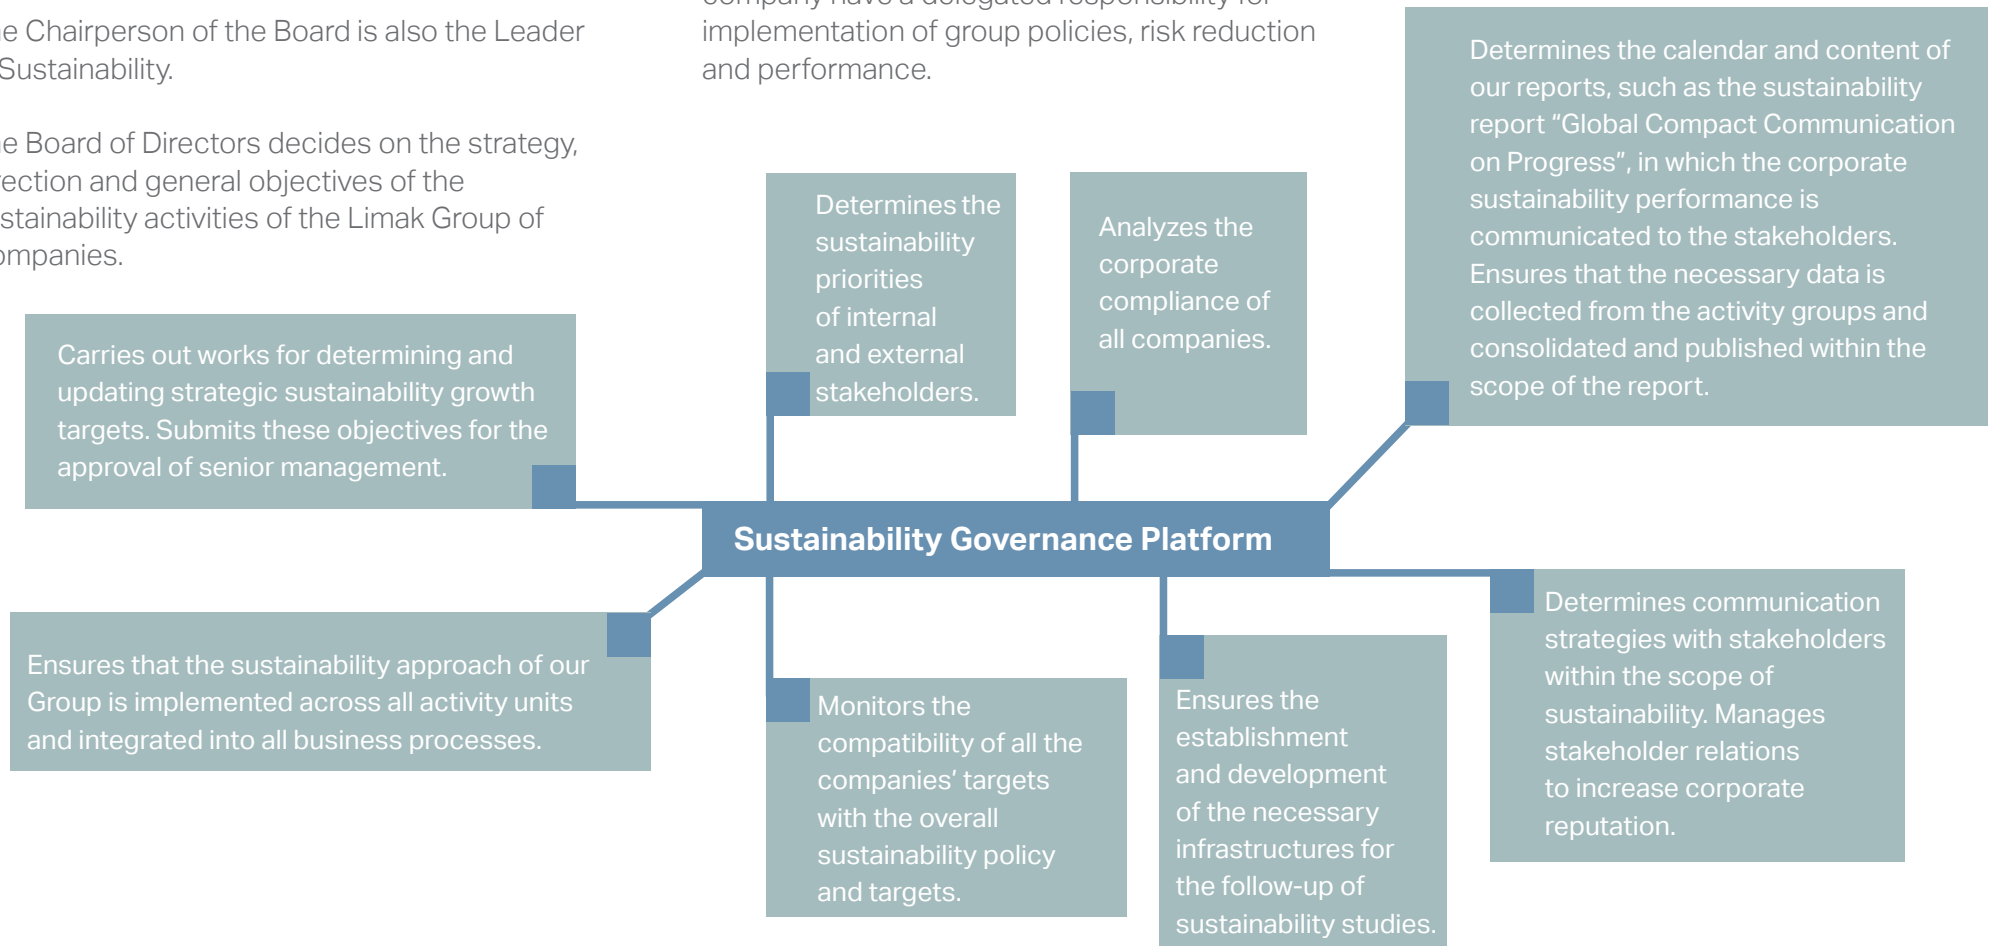 e Chairperson of the Board is also the Leader
Sustainability.
e Board of Directors decides on the strategy,
ection and general objectives of the
stainability activities of the Limak Group of
ompanies.
company have a delegated responsibility for
implementation of group policies, risk reduction
and performance.
Carries out works for determining and
updating strategic sustainability growth
targets. Submits these objectives for the
approval of senior management.
Determines the
sustainability
priorities
of internal
and external
stakeholders.
Analyzes the
corporate
compliance of
all companies.
Determines the calendar and content of
our reports, such as the sustainability
report “Global Compact Communication
on Progress”, in which the corporate
sustainability performance is
communicated to the stakeholders.
Ensures that the necessary data is
collected from the activity groups and
consolidated and published within the
scope of the report.
Sustainability Governance Platform
Ensures that the sustainability approach of our
Group is implemented across all activity units
and integrated into all business processes.
Monitors the
compatibility of all the
companies’ targets
with the overall
sustainability policy
and targets.
Ensures the
establishment
and development
of the necessary
infrastructures for
the follow-up of
sustainability studies.
Determines communication
strategies with stakeholders
within the scope of
sustainability. Manages
stakeholder relations
to increase corporate
reputation.